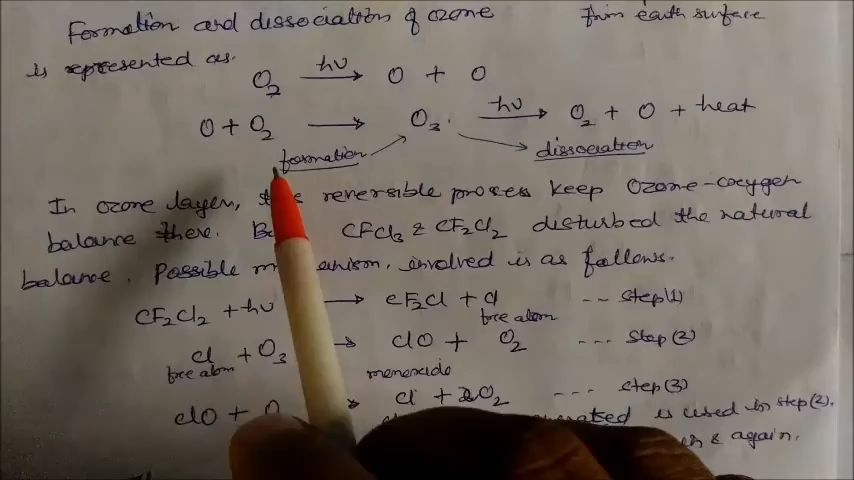 Formation and dissociation of ozone from earth surface
is represented as.
O2 hν → O + O
O + O2 → O3. hν → O2 + O + heat
formation dissociation
In ozone layer, reversible process keep Ozone-oxygen
balance there. CFCl3 & CF2Cl2 disturbed the natural
balance. Possible involved is as follows.
CF2Cl2 + hν → CF2Cl + Cl -- Step(1)
free atom
Cl + O3 → ClO + O2 --- Step(2)
free atom monoxide
ClO + O → Cl + 2O2 --- Step(3)
is used in step(2).
& again.